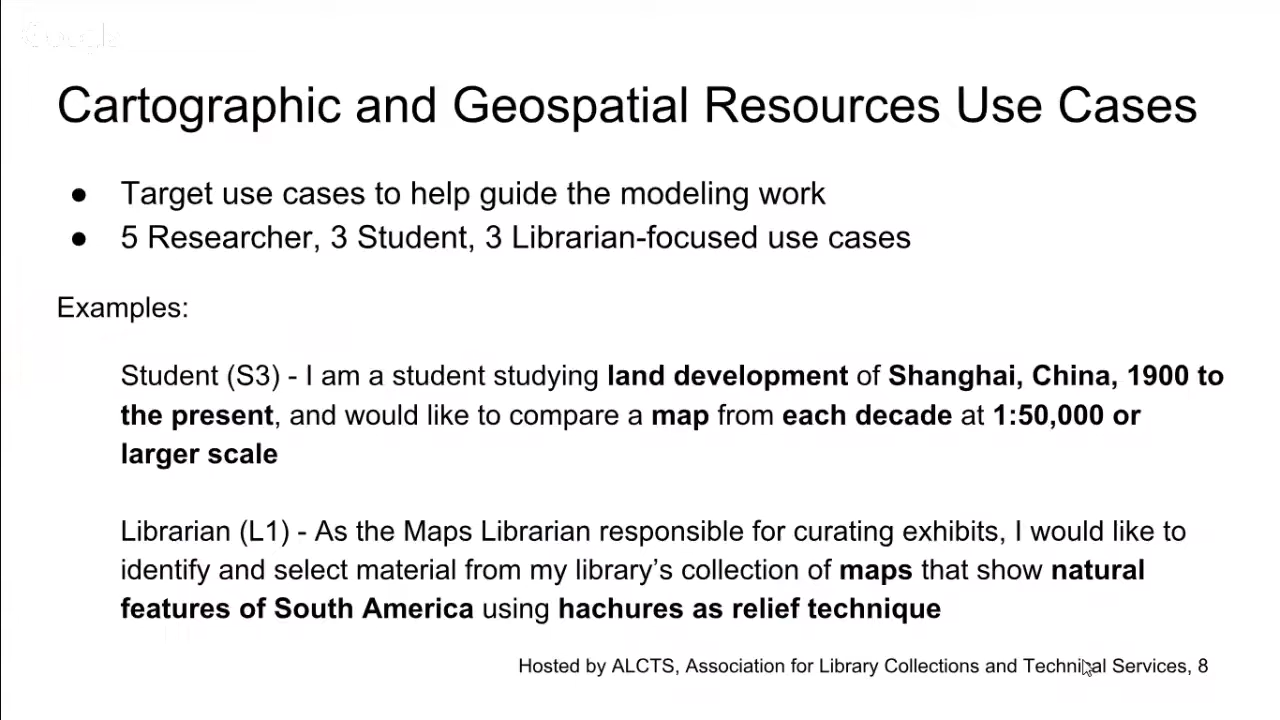 Google
Cartographic and Geospatial Resources Use Cases
● Target use cases to help guide the modeling work
● 5 Researcher, 3 Student, 3 Librarian-focused use cases
Examples:
Student (S3) - I am a student studying land development of Shanghai, China, 1900 to
the present, and would like to compare a map from each decade at 1:50,000 or
larger scale
Librarian (L1) - As the Maps Librarian responsible for curating exhibits, I would like to
identify and select material from my library’s collection of maps that show natural
features of South America using hachures as relief technique
Hosted by ALCTS, Association for Library Collections and Technical Services, 8